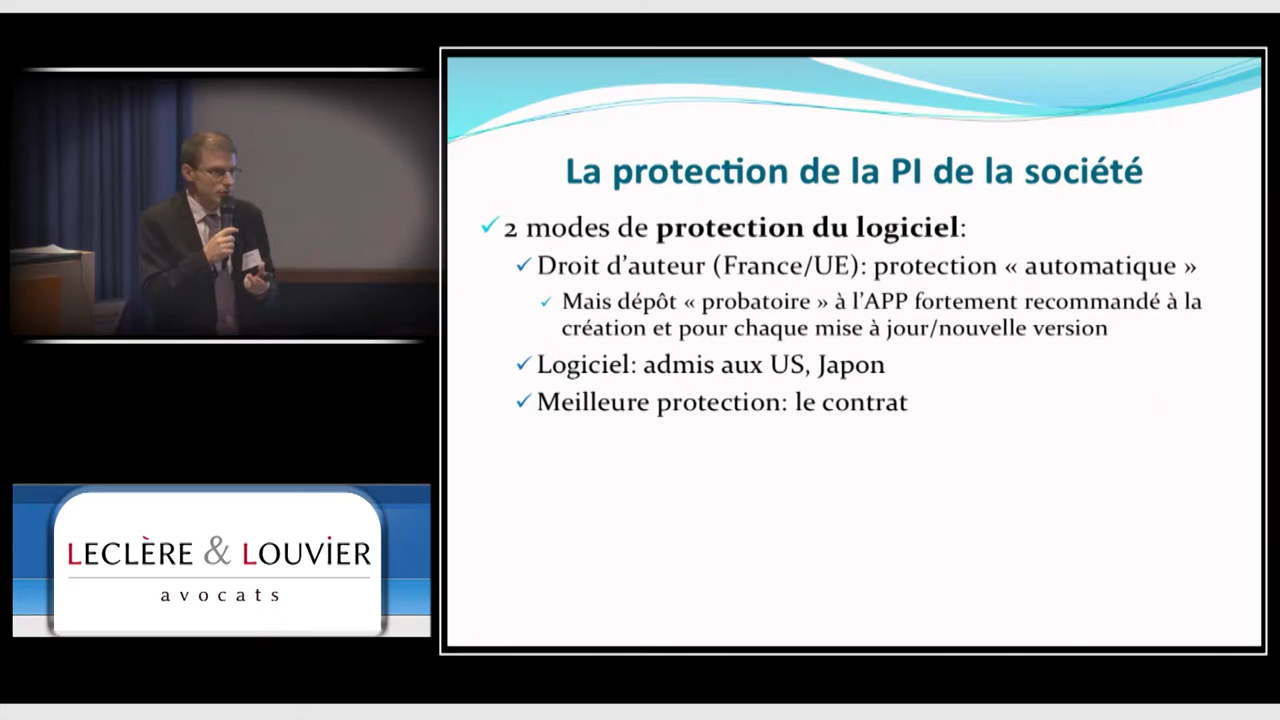 La protection de la PI de la société
2 modes de protection du logiciel:
Droit d'auteur (France/UE): protection « automatique »
Mais dépôt « probatoire » à l'APP fortement recommandé à la
création et pour chaque mise à jour/nouvelle version
Logiciel: admis aux US, Japon
Meilleure protection: le contrat
LECLÈRE & LOUVIER
avocats